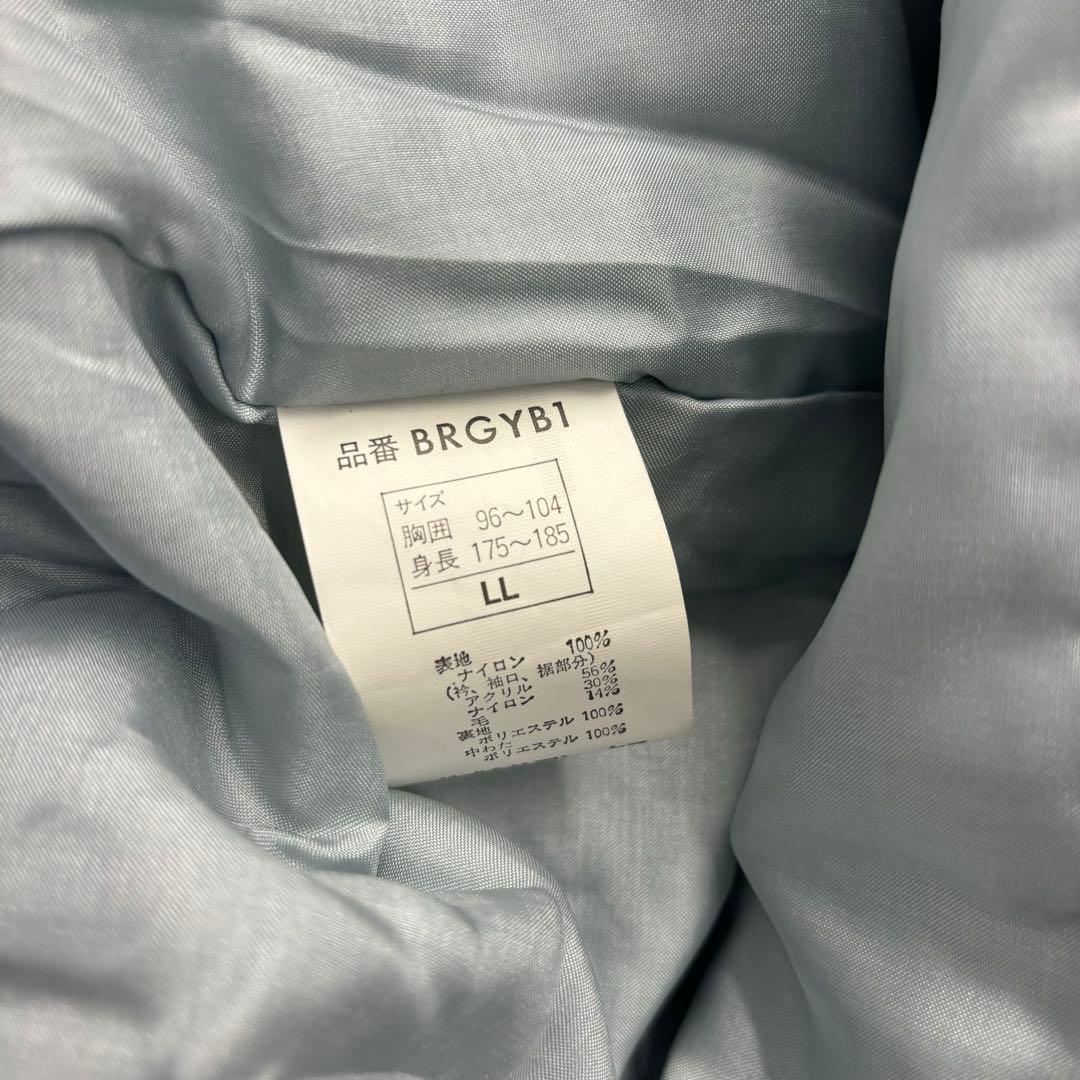 品番 BRGYB1
サイズ
胸囲 96〜104
身長 175〜185
LL
表地
ナイロン 100%
(衿、袖口、裾部分)
アクリル 56%
ナイロン 30%
毛 14%
裏地
ポリエステル 100%
中わた
ポリエステル 100%